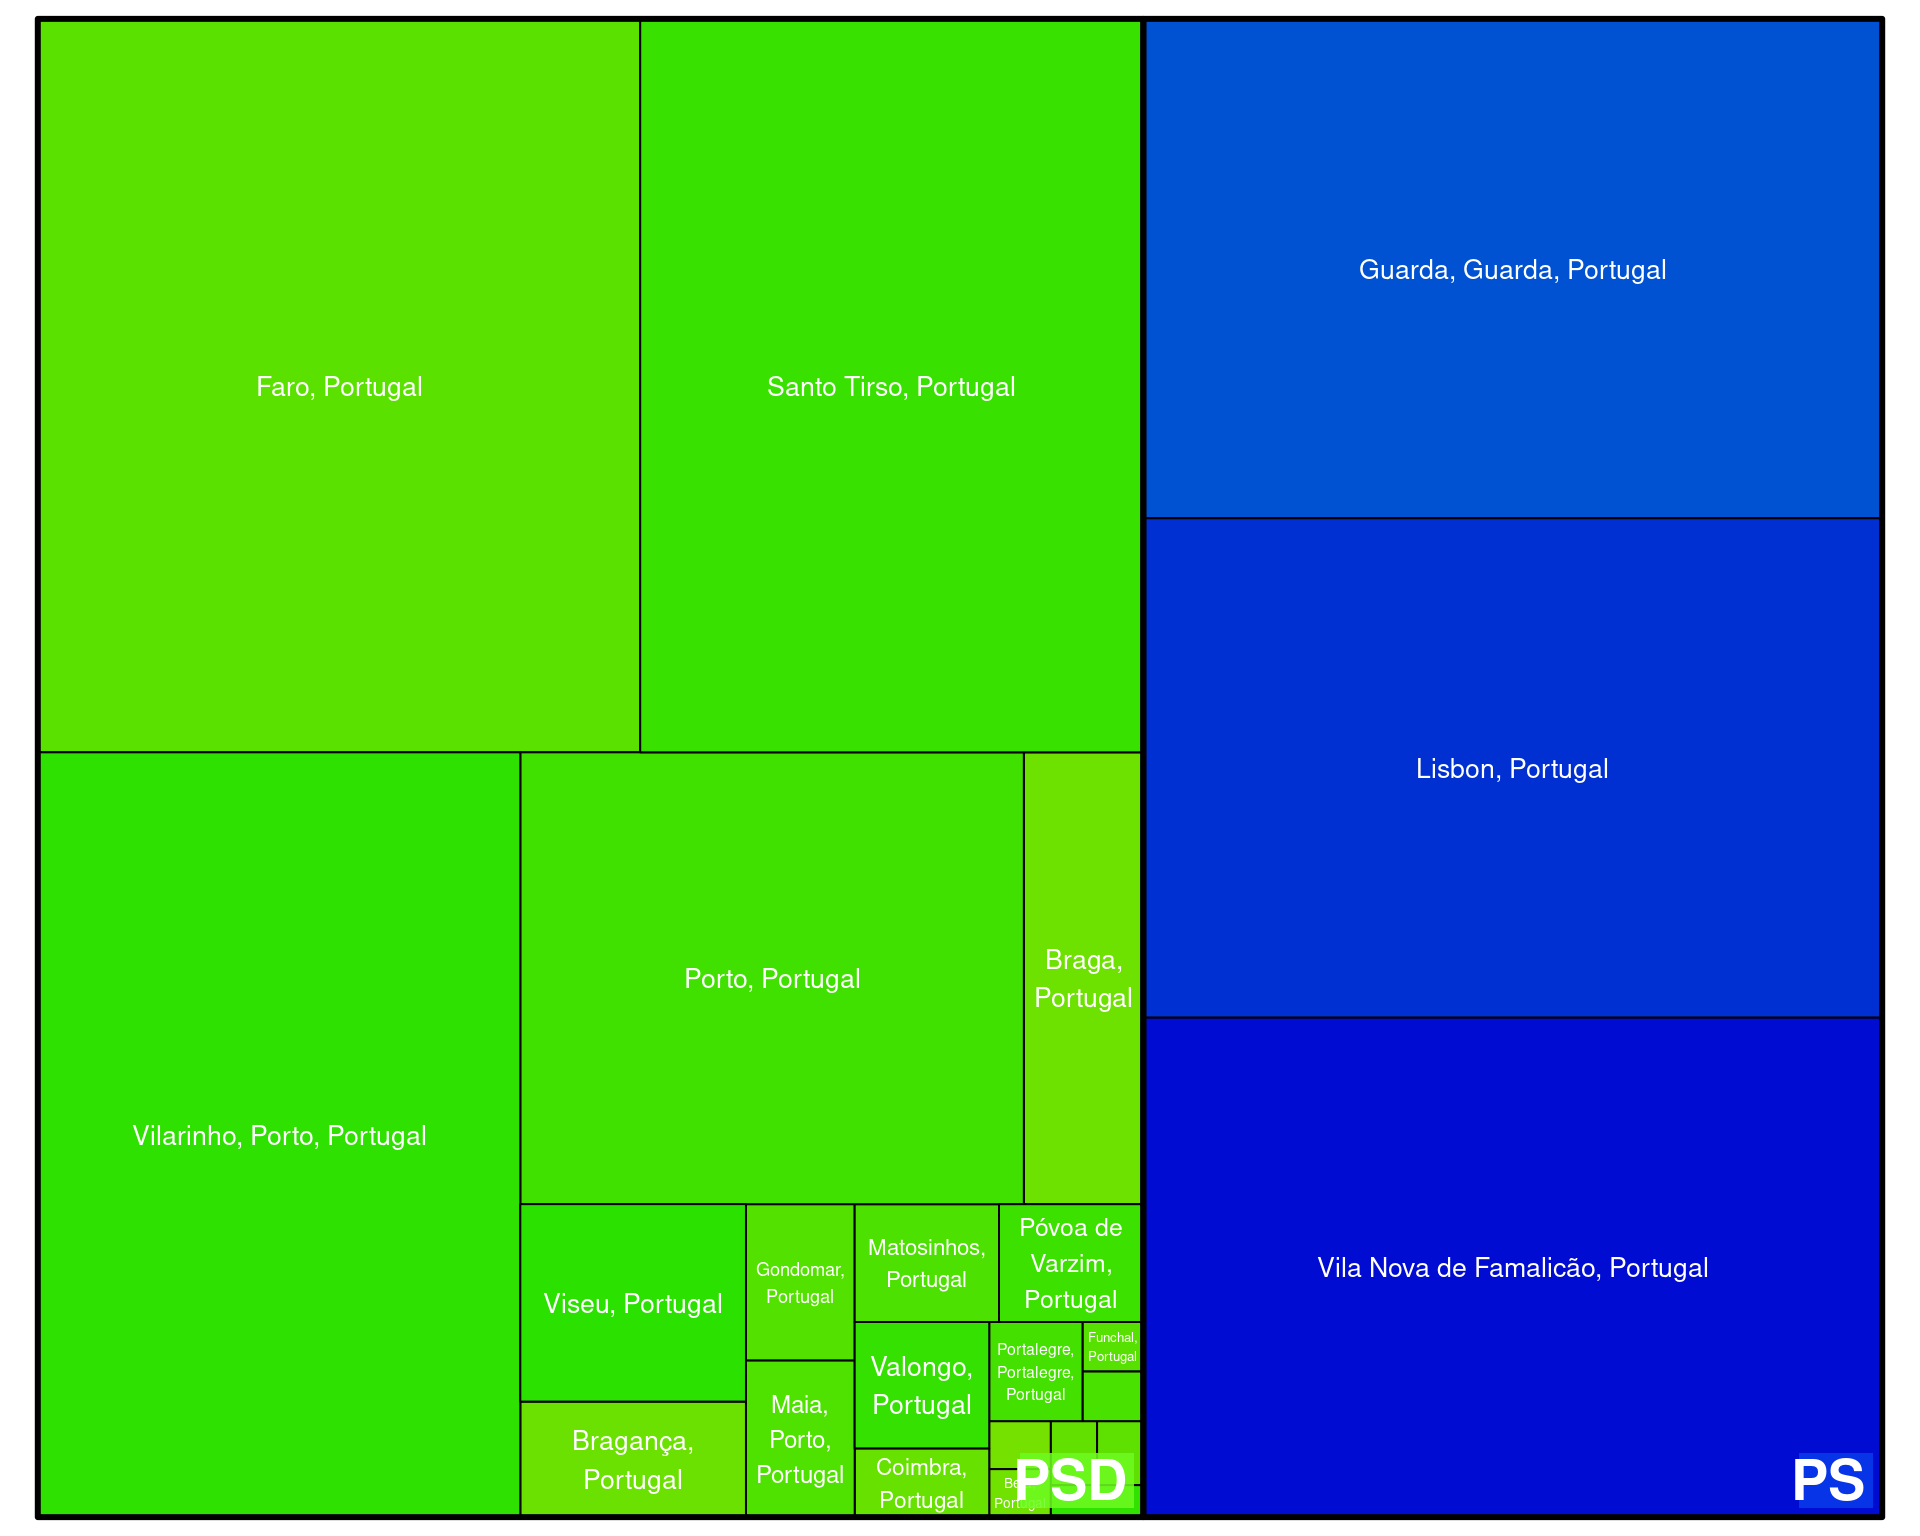 Faro, Portugal
Santo Tirso, Portugal
Guarda, Guarda, Portugal
Lisbon, Portugal
Vila Nova de Famalicão, Portugal
Vilarinho, Porto, Portugal
Porto, Portugal
Braga,
Portugal
Viseu, Portugal
Bragança,
Portugal
Gondomar,
Portugal
Maia,
Porto,
Portugal
Matosinhos,
Portugal
Póvoa de
Varzim,
Portugal
Valongo,
Portugal
Coimbra,
Portugal
Portalegre,
Portalegre,
Portugal
Funchal,
Portugal
Portugal
PSD
PS